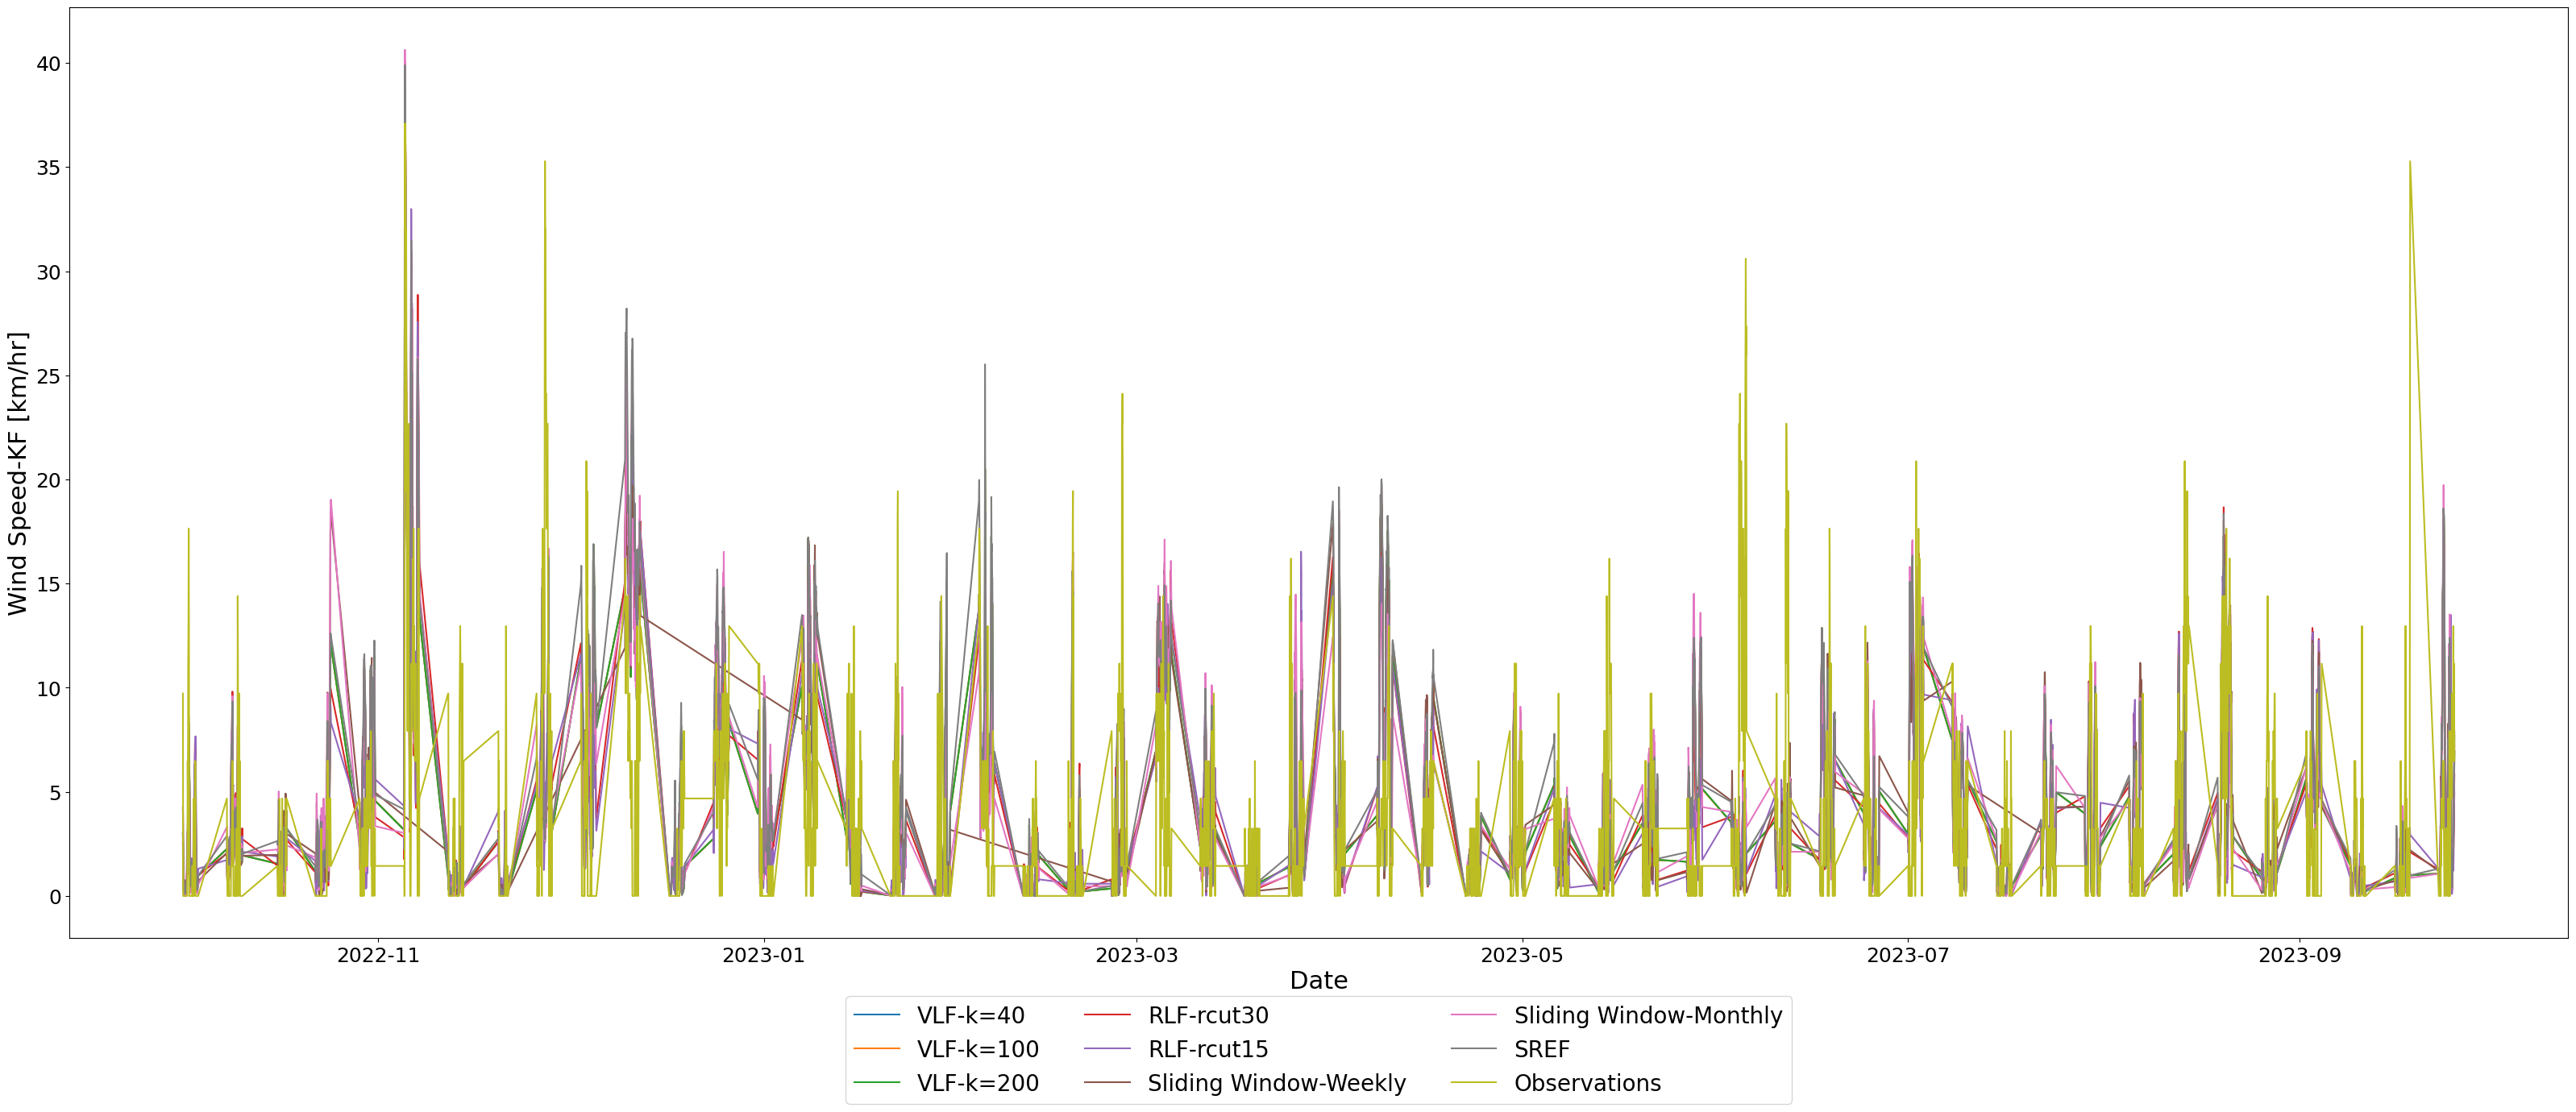 Wind Speed-KF [km/hr]
40
35
30
25
20
15
10
5
0
2022-11 2023-01 2023-03 2023-05 2023-07 2023-09
Date
VLF-k=40 RLF-rcut30 Sliding Window-Monthly
VLF-k=100 RLF-rcut15 SREF
VLF-k=200 Sliding Window-Weekly Observations